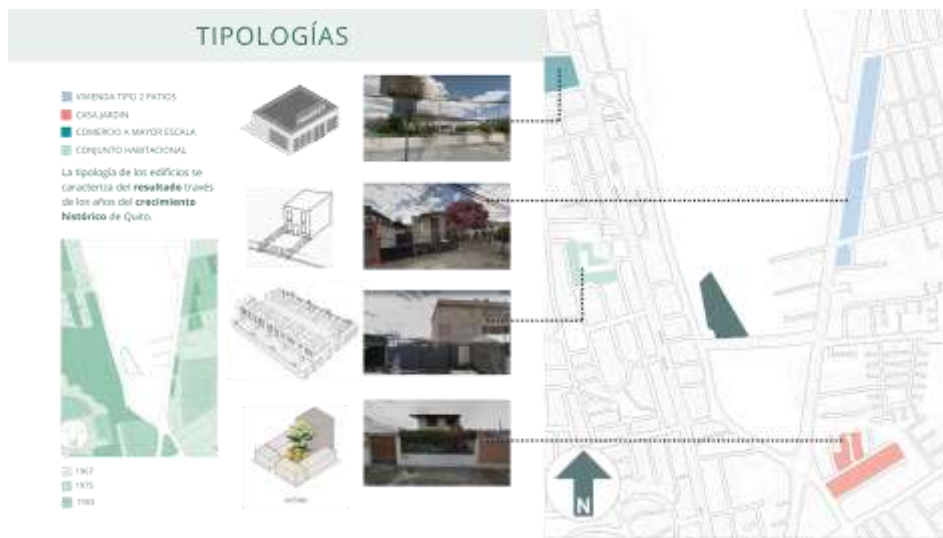 TIPOLOGÍAS
VIVIENDA TIPO 2 PATIOS
CASA JARDIN
COMERCIO A MAYOR ESCALA
CONJUNTO HABITACIONAL
La tipología de los edificios se
caracteriza del resultado través
de los años del crecimiento
histórico de Quito.
1967
1975
1983
N